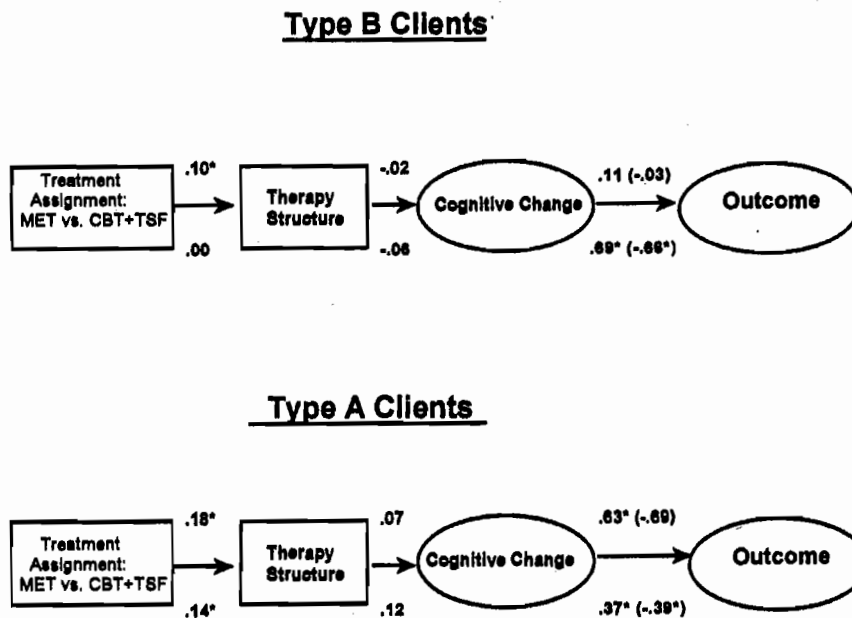 Type B Clients
.10*
-.02
.11 (-.03)
Treatment
Assignment:
MET vs. CBT+TSF
Therapy
Structure
Cognitive Change
Outcome
.00
-.06
.69* (-.66*)
Type A Clients
.18*
.07
.63* (-.69)
Treatment
Assignment:
MET vs. CBT+TSF
Therapy
Structure
Cognitive Change
Outcome
.14*
.12
.37* (-.39*)